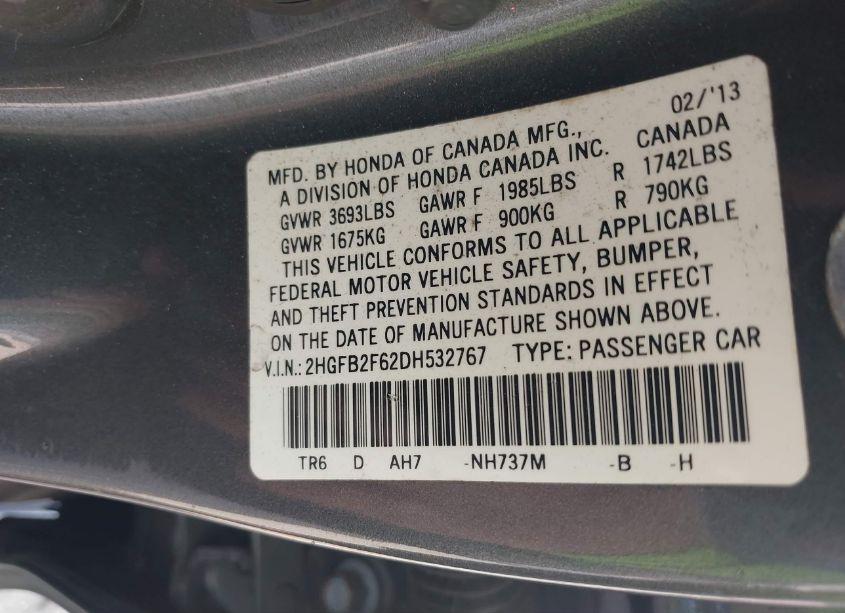 02/'13
MFD. BY HONDA OF CANADA MFG.,
A DIVISION OF HONDA CANADA INC. CANADA
GVWR 3693LBS GAWR F 1985LBS R 1742LBS
GVWR 1675KG GAWR F 900KG R 790KG
THIS VEHICLE CONFORMS TO ALL APPLICABLE
FEDERAL MOTOR VEHICLE SAFETY, BUMPER,
AND THEFT PREVENTION STANDARDS IN EFFECT
ON THE DATE OF MANUFACTURE SHOWN ABOVE.
V.I.N.: 2HGFB2F62DH532767 TYPE: PASSENGER CAR
TR6 D AH7 -NH737M -B -H